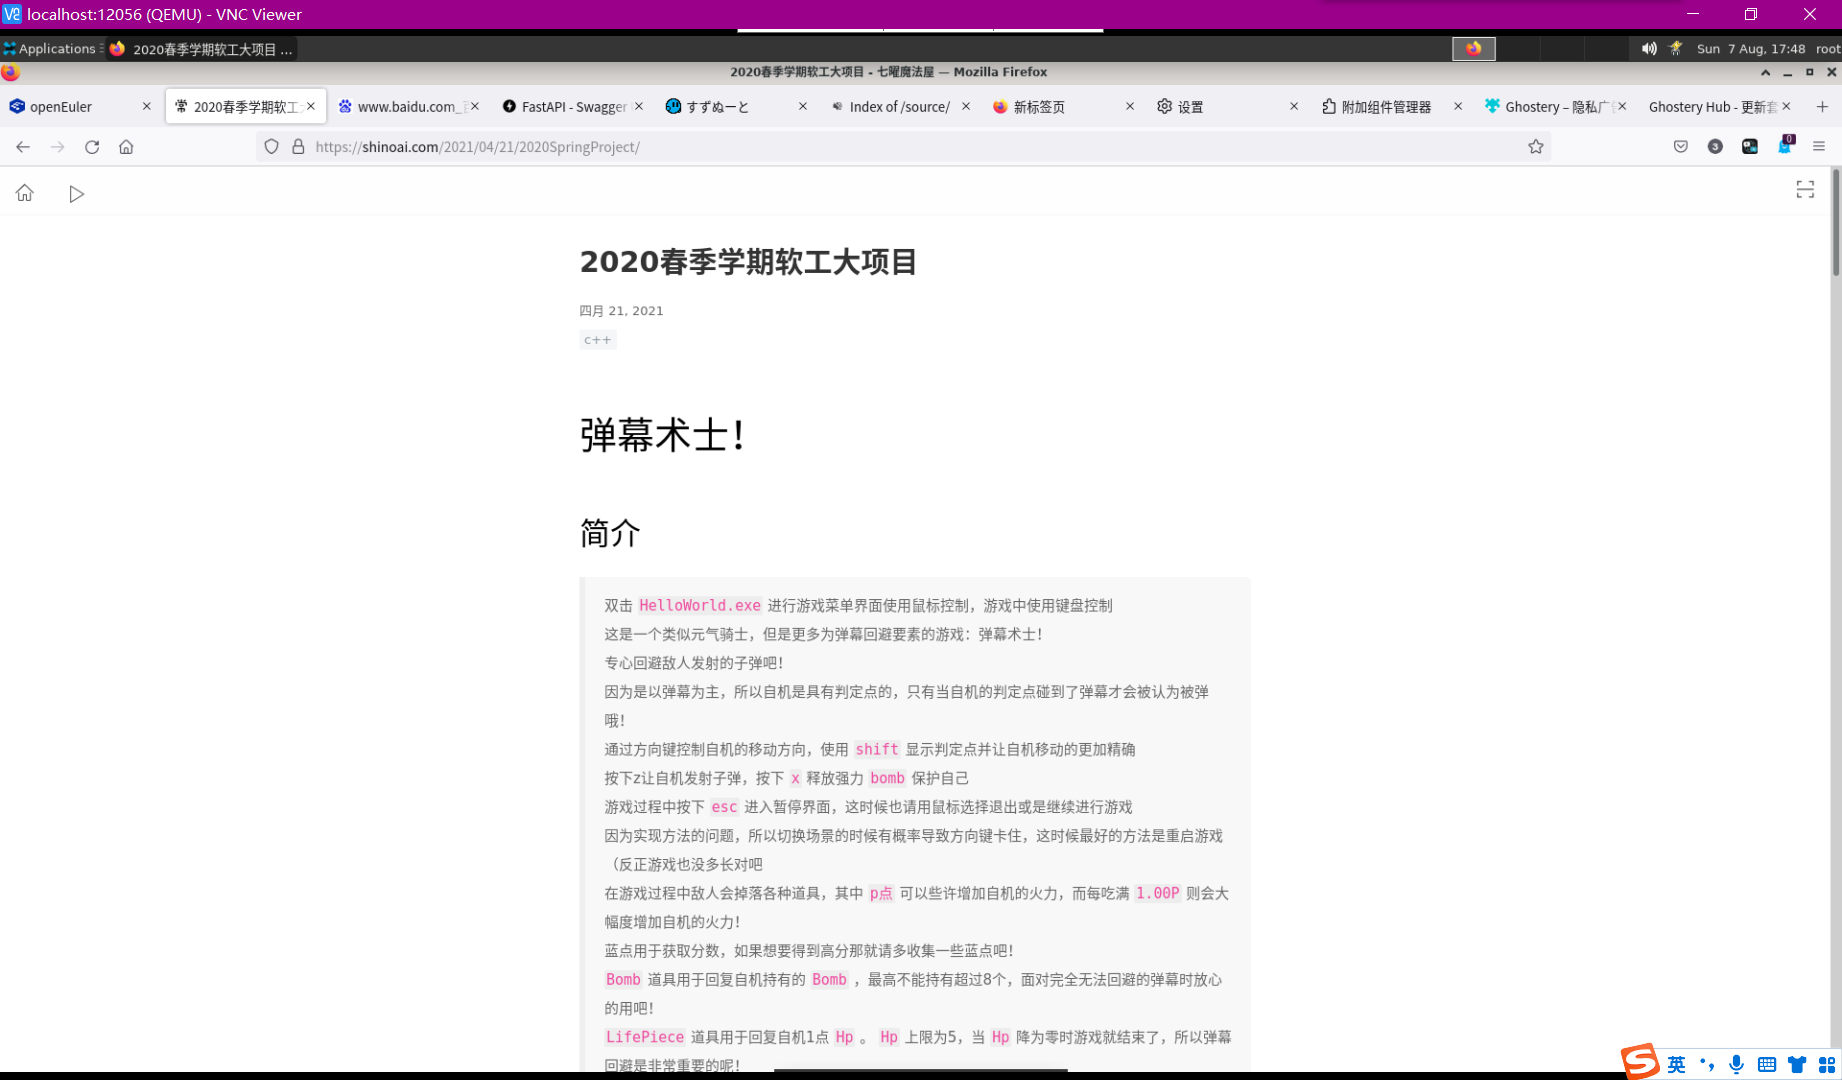 localhost:12056 (QEMU) - VNC Viewer
Applications
2020春季学期软工大项目 ...
Sun 7 Aug, 17:48 root
2020春季学期软工大项目 - 七曜魔法屋 — Mozilla Firefox
openEuler
2020春季学期软工
www.baidu.com_
FastAPI - Swagger
すずぬーと
Index of /source/
新标签页
设置
附加组件管理器
Ghostery – 隐私广
Ghostery Hub - 更新套
https://shinoai.com/2021/04/21/2020SpringProject/
3
0
2020春季学期软工大项目
四月 21, 2021
c++
弹幕术士！
简介
双击 HelloWorld.exe 进行游戏菜单界面使用鼠标控制，游戏中使用键盘控制
这是一个类似元气骑士，但是更多为弹幕回避要素的游戏：弹幕术士！
专心回避敌人发射的子弹吧！
因为是以弹幕为主，所以自机是具有判定点的，只有当自机的判定点碰到了弹幕才会被认为被弹
哦！
通过方向键控制自机的移动方向，使用 shift 显示判定点并让自机移动的更加精确
按下z让自机发射子弹，按下 x 释放强力 bomb 保护自己
游戏过程中按下 esc 进入暂停界面，这时候也请用鼠标选择退出或是继续进行游戏
因为实现方法的问题，所以切换场景的时候有概率导致方向键卡住，这时候最好的方法是重启游戏
（反正游戏也没多长对吧
在游戏过程中敌人会掉落各种道具，其中 p点 可以些许增加自机的火力，而每吃满 1.00P 则会大
幅度增加自机的火力！
蓝点用于获取分数，如果想要得到高分那就请多收集一些蓝点吧！
Bomb 道具用于回复自机持有的 Bomb ，最高不能持有超过8个，面对完全无法回避的弹幕时放心
的用吧！
LifePiece 道具用于回复自机1点 Hp 。 Hp 上限为5，当 Hp 降为零时游戏就结束了，所以弹幕
回避是非常重要的呢！
英